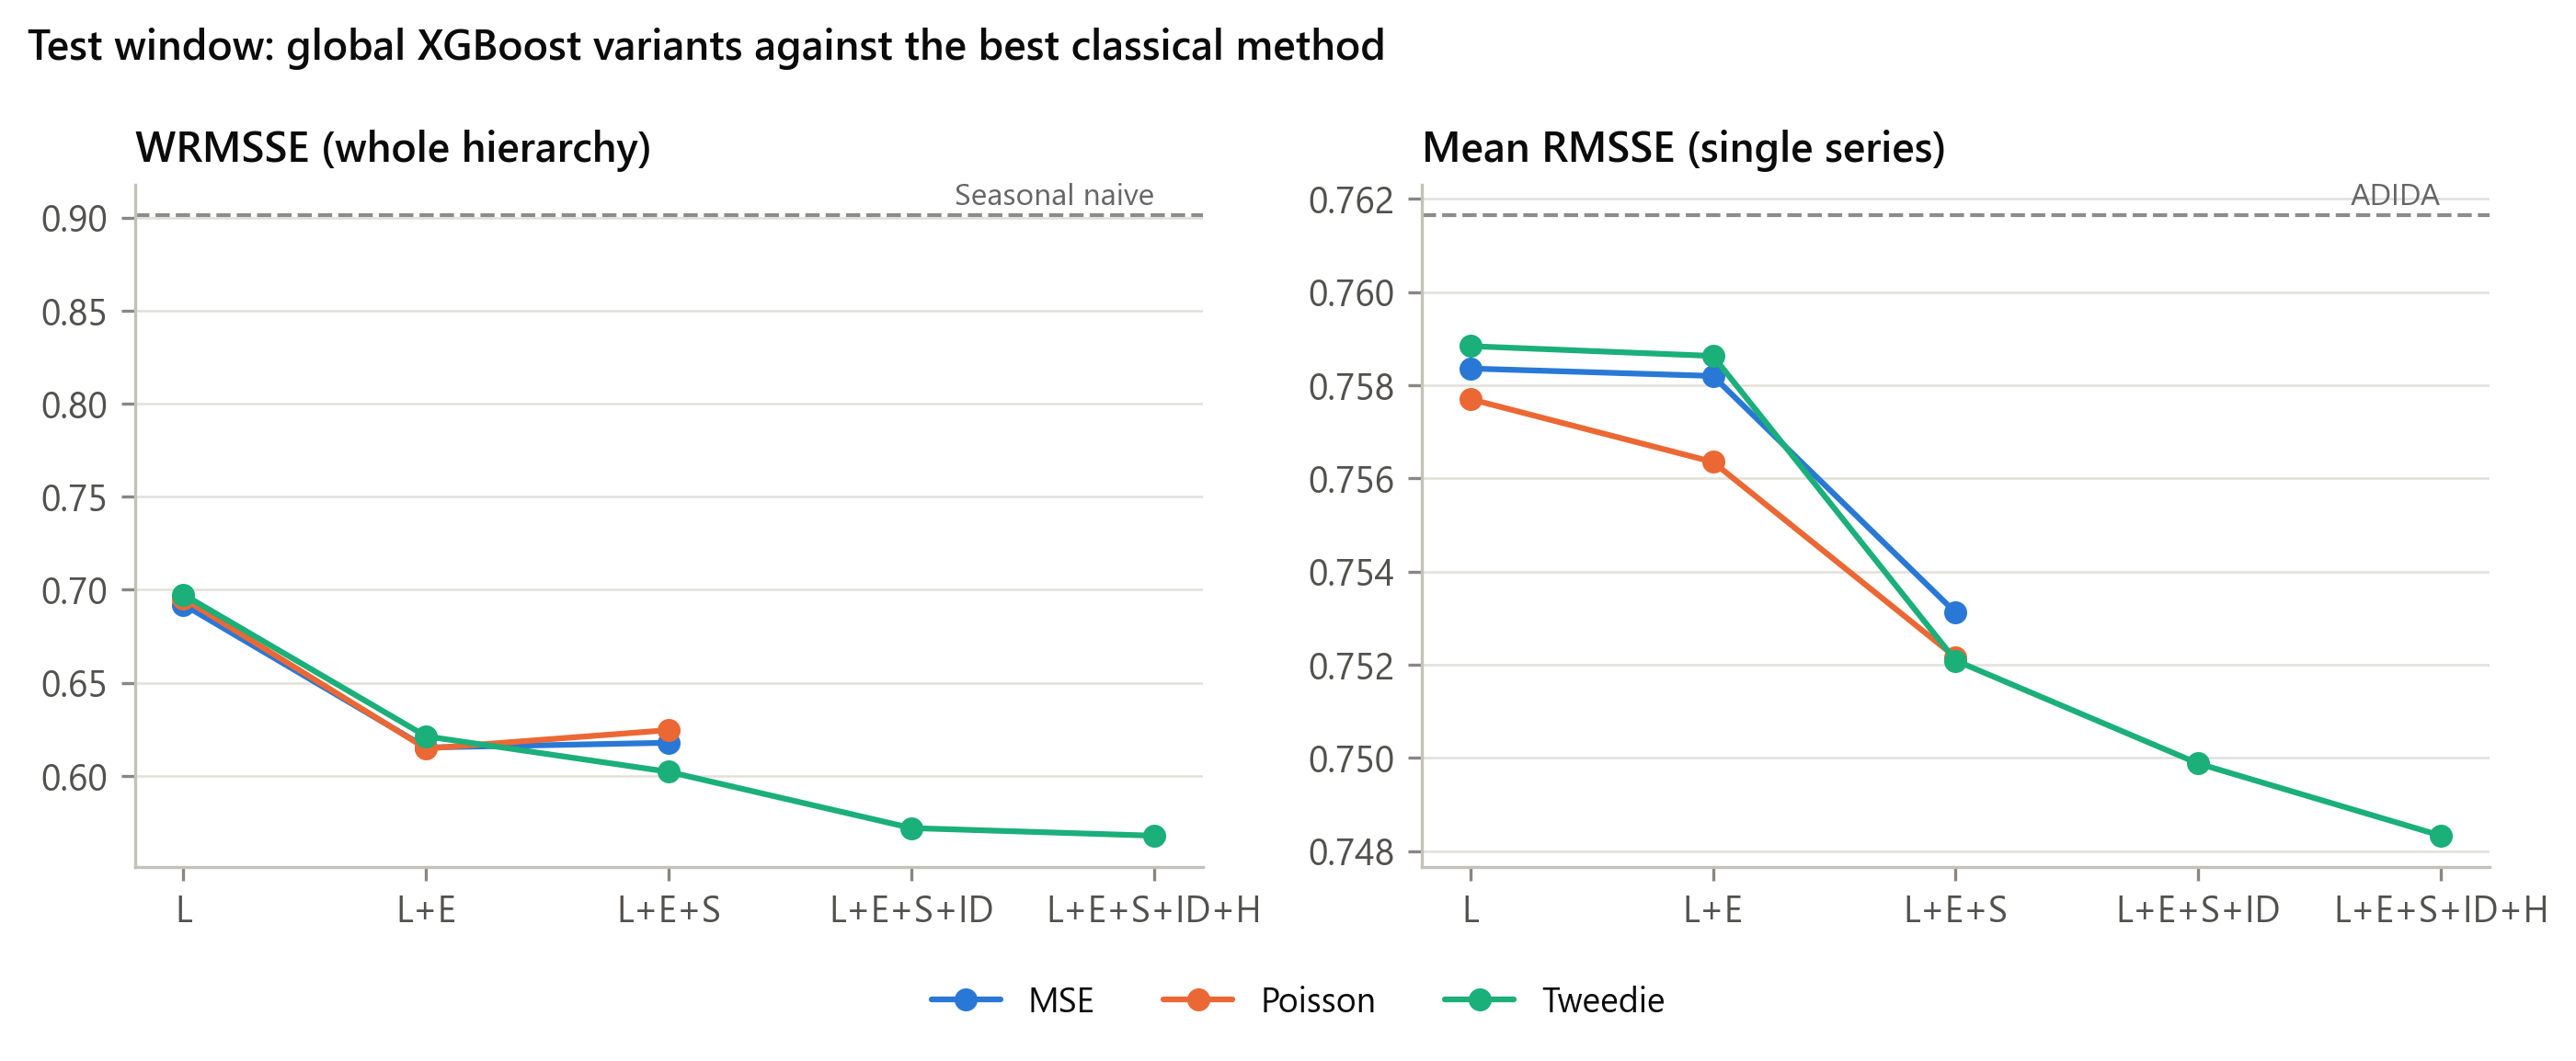 Test window: global XGBoost variants against the best classical method
WRMSSE (whole hierarchy)
Seasonal naive
0.90
0.85
0.80
0.75
0.70
0.65
0.60
L L+E L+E+S L+E+S+ID L+E+S+ID+H
Mean RMSSE (single series)
ADIDA
0.762
0.760
0.758
0.756
0.754
0.752
0.750
0.748
L L+E L+E+S L+E+S+ID L+E+S+ID+H
MSE Poisson Tweedie